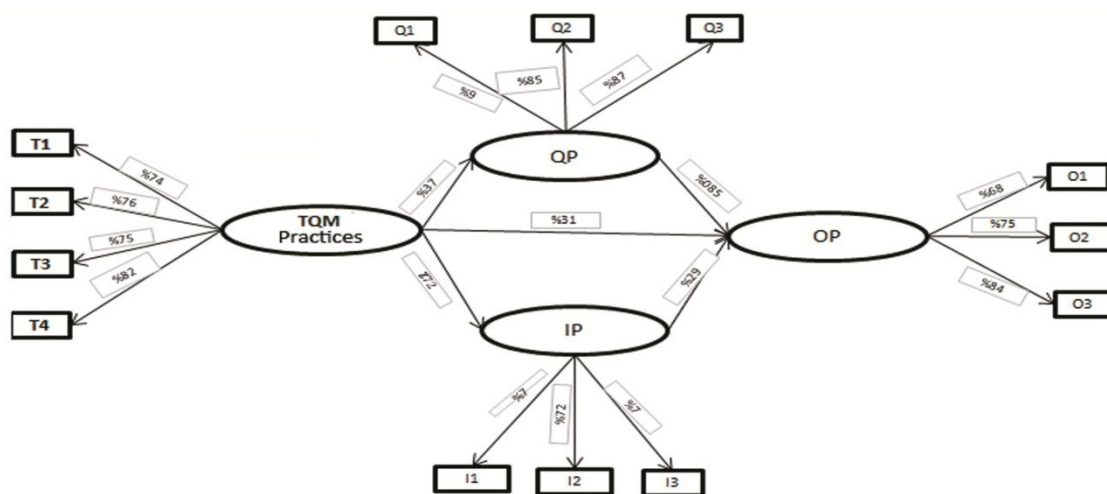 Q1
Q2
Q3
%9
%85
%87
T1
T2
T3
T4
%74
%76
%75
%82
TQM
Practices
%37
QP
%085
%31
%72
%29
IP
OP
%68
%75
%84
O1
O2
O3
%7
%72
%7
I1
I2
I3